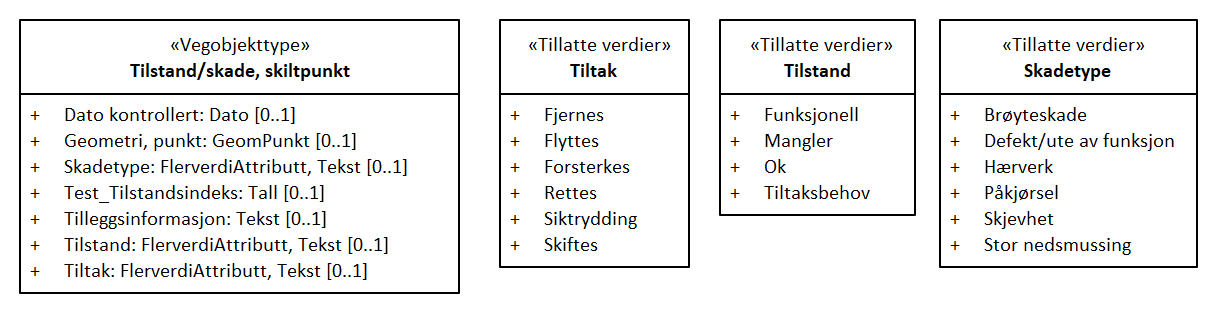 «Vegobjekttype»
Tilstand/skade, skiltpunkt
+ Dato kontrollert: Dato [0..1]
+ Geometri, punkt: GeomPunkt [0..1]
+ Skadetype: FlerverdiAttributt, Tekst [0..1]
+ Test_Tilstandsindeks: Tall [0..1]
+ Tilleggsinformasjon: Tekst [0..1]
+ Tilstand: FlerverdiAttributt, Tekst [0..1]
+ Tiltak: FlerverdiAttributt, Tekst [0..1]
«Tillatte verdier»
Tiltak
+ Fjernes
+ Flyttes
+ Forsterkes
+ Rettes
+ Siktrydding
+ Skiftes
«Tillatte verdier»
Tilstand
+ Funksjonell
+ Mangler
+ Ok
+ Tiltaksbehov
«Tillatte verdier»
Skadetype
+ Brøyteskade
+ Defekt/ute av funksjon
+ Hærverk
+ Påkjørsel
+ Skjevhet
+ Stor nedsmussing